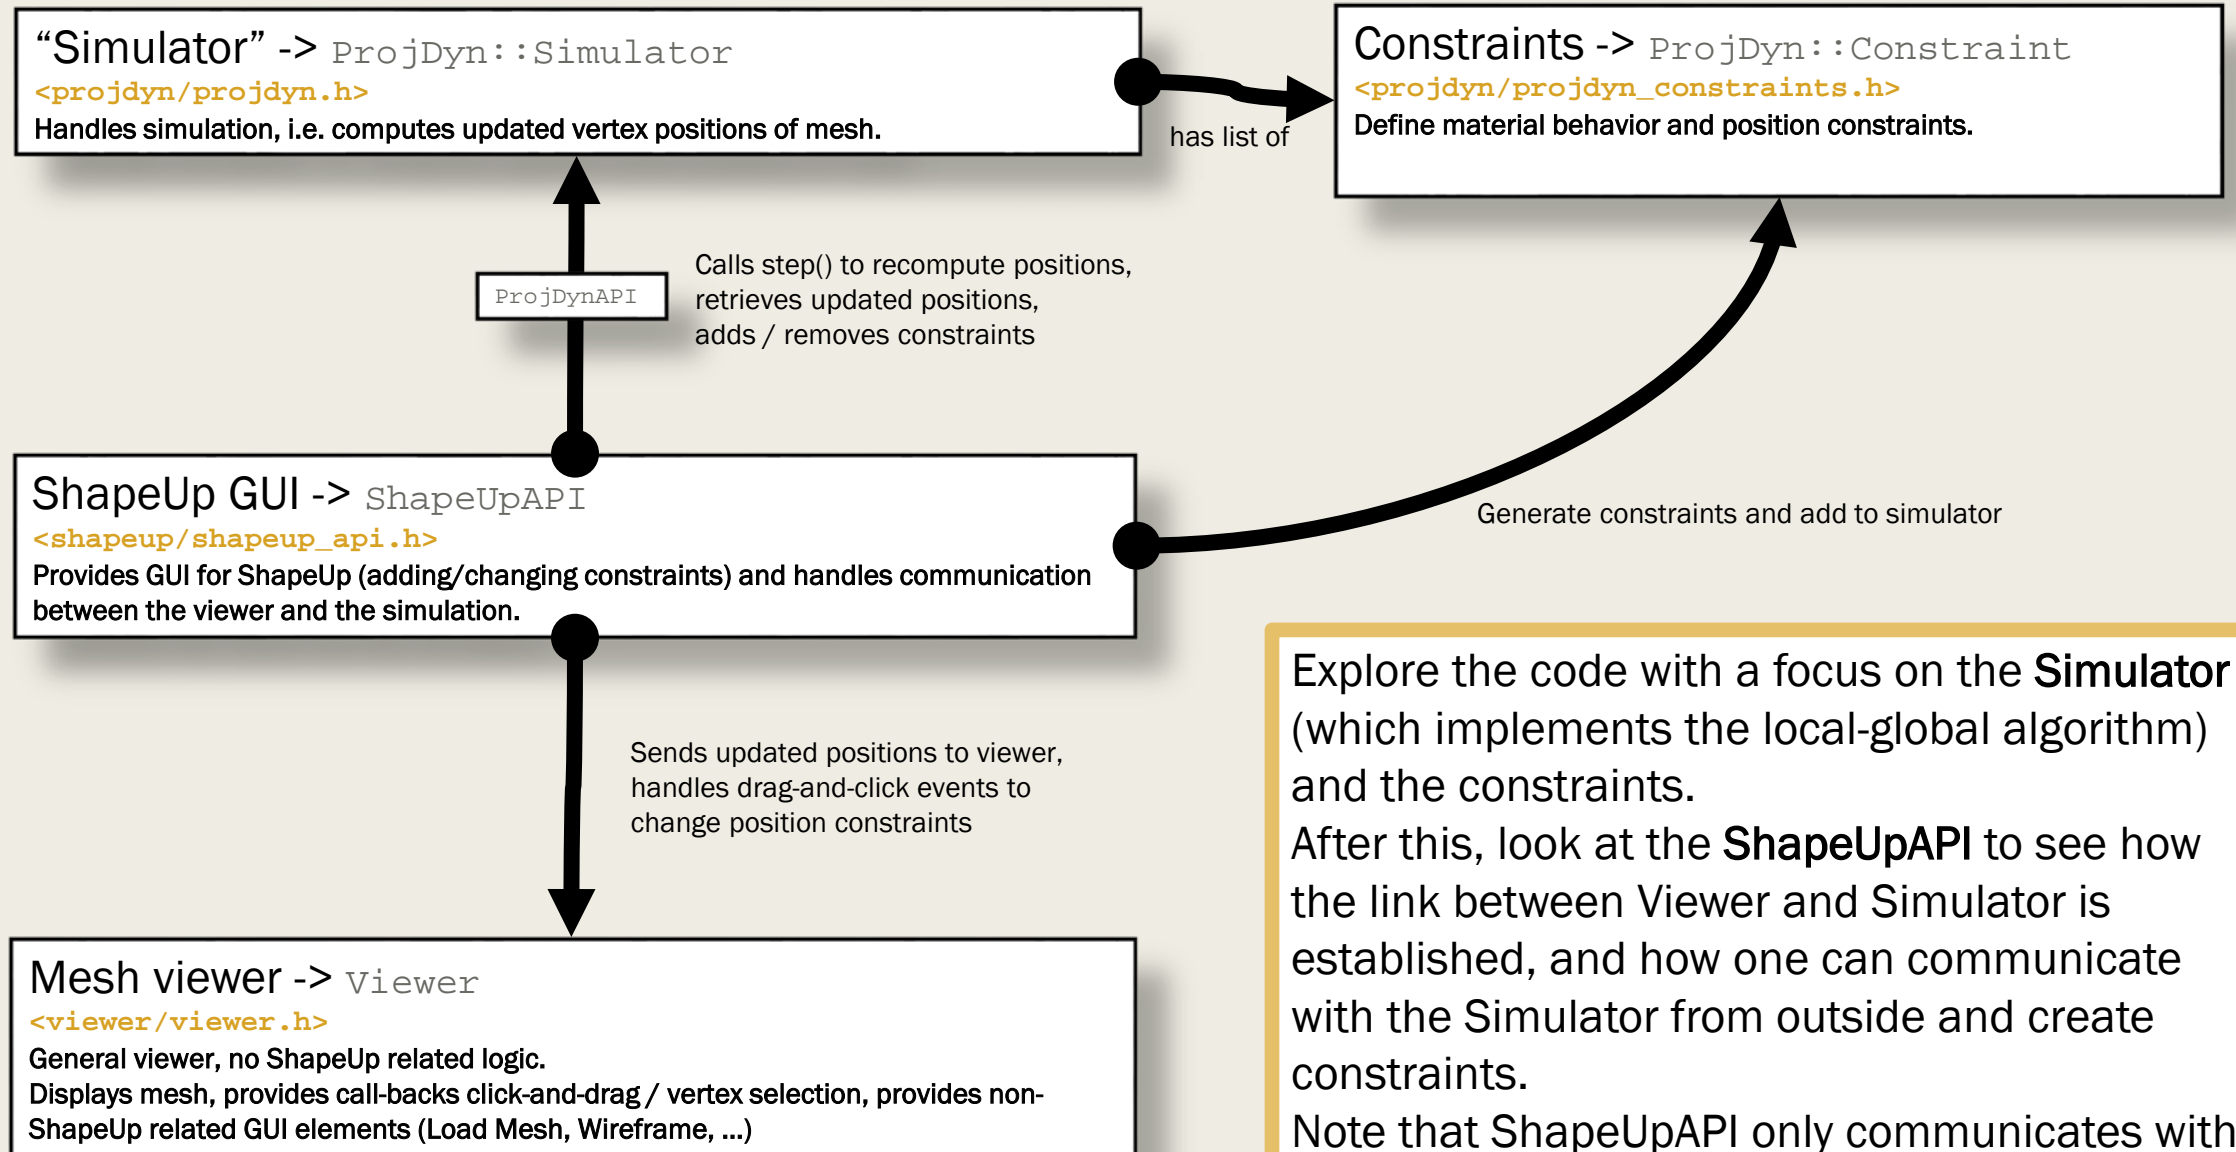 “Simulator” -> ProjDyn::Simulator
<projdyn/projdyn.h>
Handles simulation, i.e. computes updated vertex positions of mesh.
has list of
Constraints -> ProjDyn::Constraint
<projdyn/projdyn_constraints.h>
Define material behavior and position constraints.
ProjDynAPI
Calls step() to recompute positions,
retrieves updated positions,
adds / removes constraints
ShapeUp GUI -> ShapeUpAPI
<shapeup/shapeup_api.h>
Provides GUI for ShapeUp (adding/changing constraints) and handles communication
between the viewer and the simulation.
Generate constraints and add to simulator
Sends updated positions to viewer,
handles drag-and-click events to
change position constraints
Mesh viewer -> Viewer
<viewer/viewer.h>
General viewer, no ShapeUp related logic.
Displays mesh, provides call-backs click-and-drag / vertex selection, provides non-
ShapeUp related GUI elements (Load Mesh, Wireframe, ...)
Explore the code with a focus on the Simulator
(which implements the local-global algorithm)
and the constraints.
After this, look at the ShapeUpAPI to see how
the link between Viewer and Simulator is
established, and how one can communicate
with the Simulator from outside and create
constraints.
Note that ShapeUpAPI only communicates with